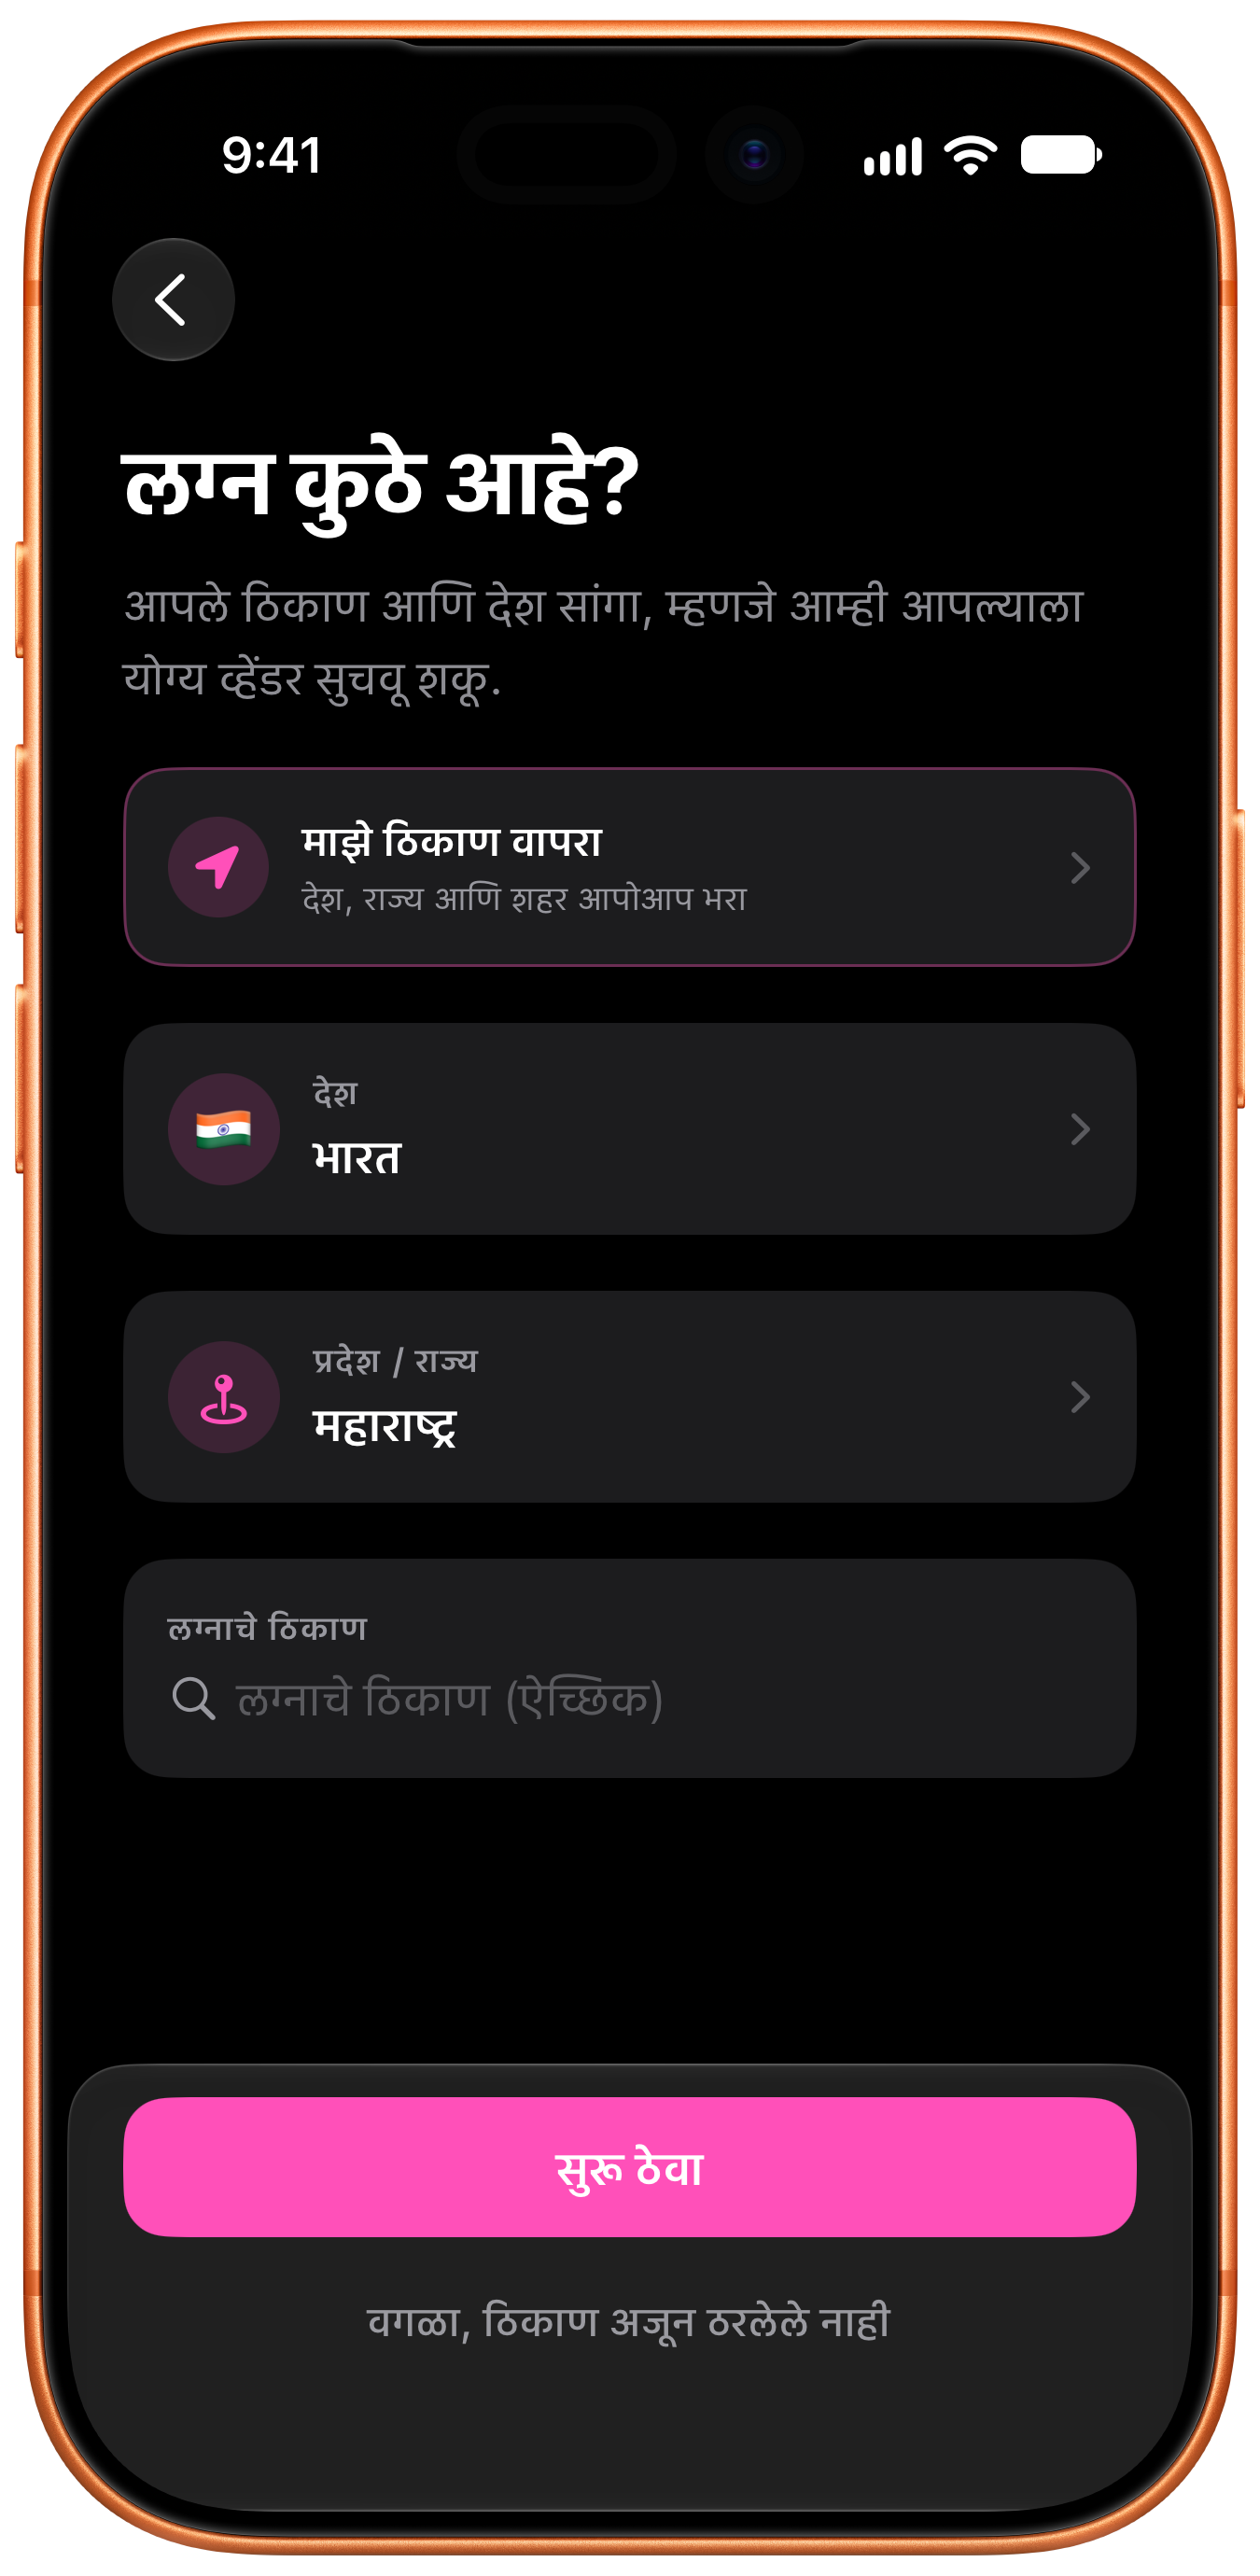 9:41
लग्न कुठे आहे?
आपले ठिकाण आणि देश सांगा, म्हणजे आम्ही आपल्याला
योग्य व्हेंडर सुचवू शकू.
माझे ठिकाण वापरा
देश, राज्य आणि शहर आपोआप भरा
देश
भारत
प्रदेश / राज्य
महाराष्ट्र
लग्नाचे ठिकाण
लग्नाचे ठिकाण (ऐच्छिक)
सुरू ठेवा
वगळा, ठिकाण अजून ठरलेले नाही